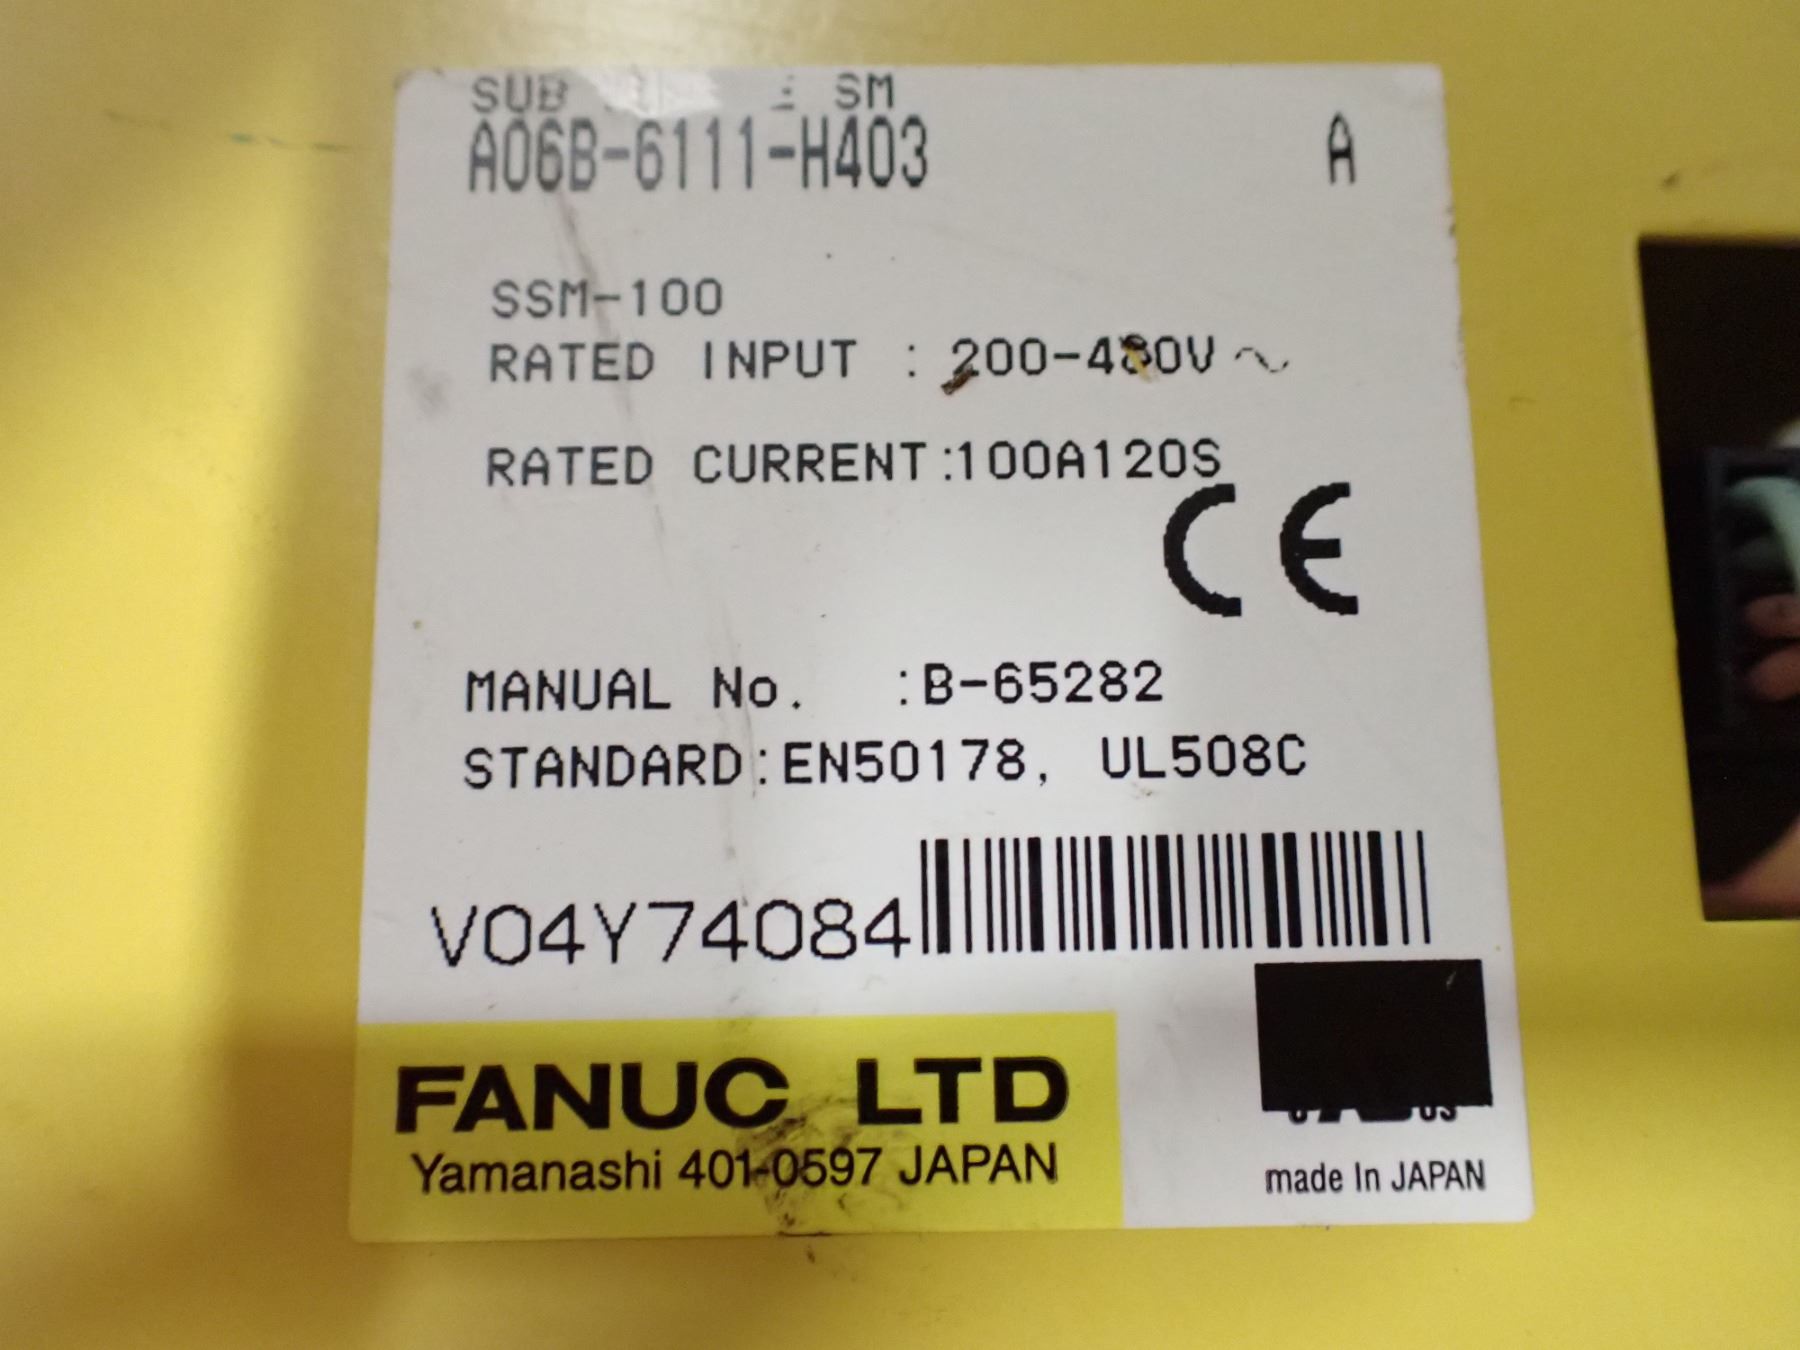 SUB SM
A06B-6111-H403 A
SSM-100
RATED INPUT : 200-480V ~
RATED CURRENT:100A120S
CE
MANUAL No. :B-65282
STANDARD:EN50178, UL508C
V04Y74084
FANUC LTD
Yamanashi 401-0597 JAPAN
made In JAPAN